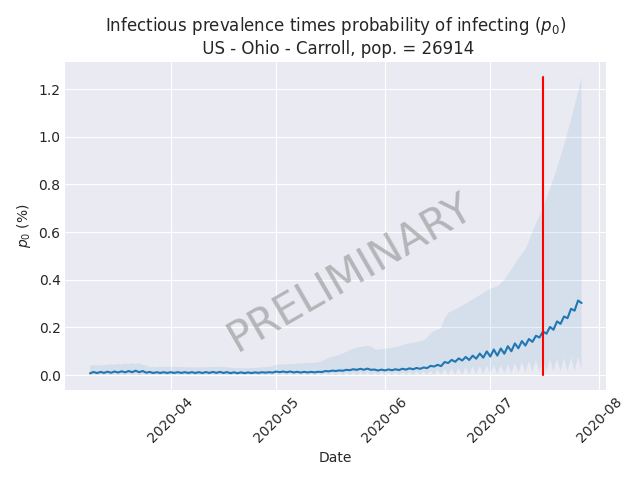 Infectious prevalence times probability of infecting (p₀)
US - Ohio - Carroll, pop. = 26914
1.2
1.0
0.8
0.6
0.4
0.2
0.0
p₀ (%)
PRELIMINARY
2020-04
2020-05
2020-06
2020-07
2020-08
Date